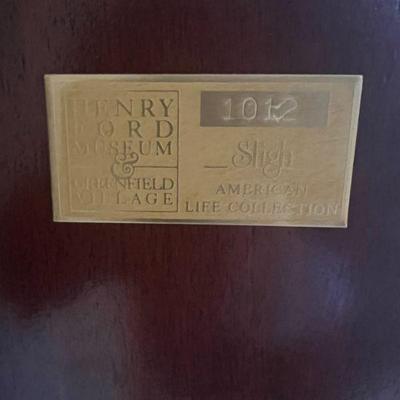 HENRY
FORD
MUSEUM
&
GREENFIELD
VILLAGE
1012
Sligh
AMERICAN
LIFE COLLECTION